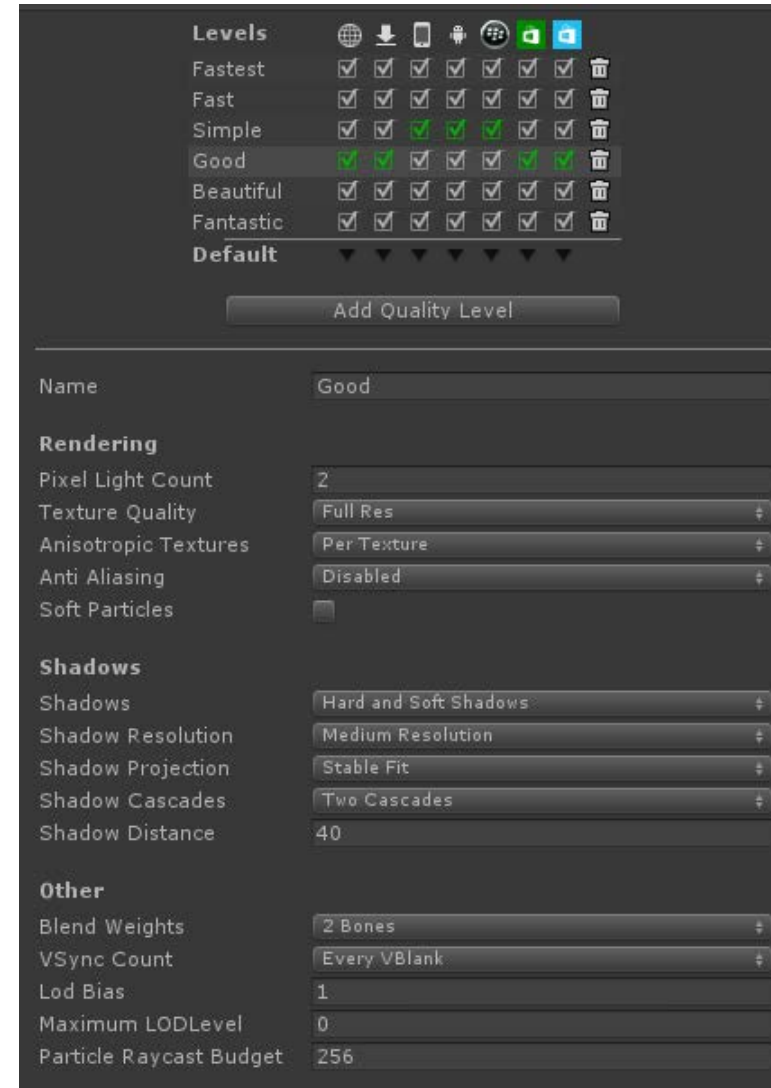 Levels
Fastest
Fast
Simple
Good
Beautiful
Fantastic
Default
Add Quality Level
Name Good
Rendering
Pixel Light Count 2
Texture Quality Full Res
Anisotropic Textures Per Texture
Anti Aliasing Disabled
Soft Particles
Shadows
Shadows Hard and Soft Shadows
Shadow Resolution Medium Resolution
Shadow Projection Stable Fit
Shadow Cascades Two Cascades
Shadow Distance 40
Other
Blend Weights 2 Bones
VSync Count Every VBlank
Lod Bias 1
Maximum LODLevel 0
Particle Raycast Budget 256